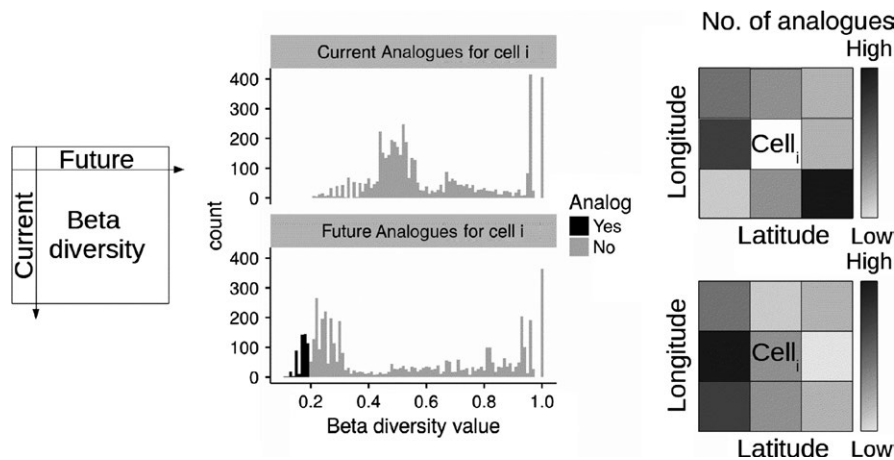 Future
Current
Beta
diversity
Current Analogues for cell i
400
300
200
100
0
count
Future Analogues for cell i
400
300
200
100
0
0.2 0.4 0.6 0.8 1.0
Beta diversity value
Analog
Yes
No
No. of analogues
High
Longitude
Cell i
Latitude
Low
High
Longitude
Cell i
Latitude
Low